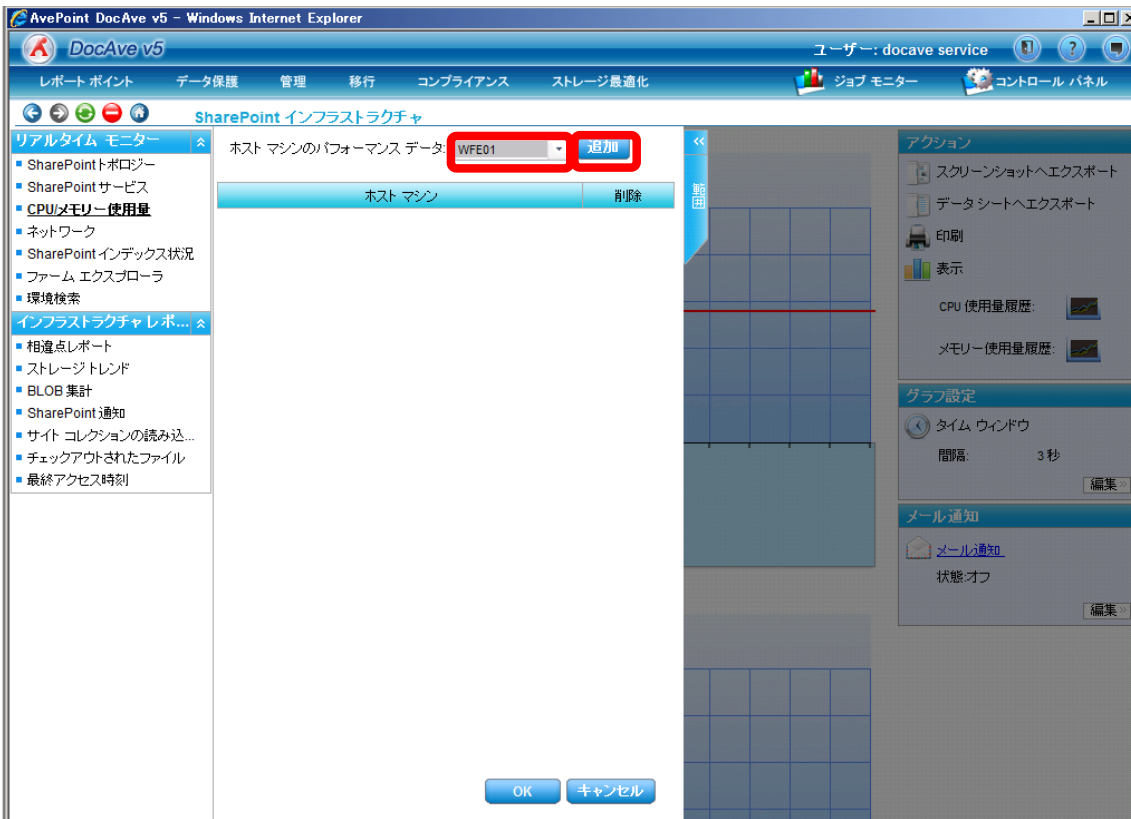 AvePoint DocAve v5 - Windows Internet Explorer
DocAve v5
ユーザー: docave service
レポート ポイント
データ保護
管理
移行
コンプライアンス
ストレージ最適化
ジョブ モニター
コントロール パネル
SharePoint インフラストラクチャ
リアルタイム モニター
SharePointトポロジー
SharePoint サービス
CPU/メモリー使用量
ネットワーク
SharePoint インデックス状況
ファーム エクスプローラ
環境検索
インフラストラクチャ レポ...
相違点レポート
ストレージ トレンド
BLOB 集計
SharePoint 通知
サイト コレクションの読み込...
チェックアウトされたファイル
最終アクセス時刻
ホスト マシンのパフォーマンス データ: WFE01
追加
ホスト マシン
削除
範囲
OK
キャンセル
アクション
スクリーンショットへエクスポート
データ シートへエクスポート
印刷
表示
CPU 使用量履歴:
メモリー使用量履歴:
グラフ設定
タイム ウィンドウ
間隔: 3 秒
編集
メール通知
メール通知
状態:オフ
編集